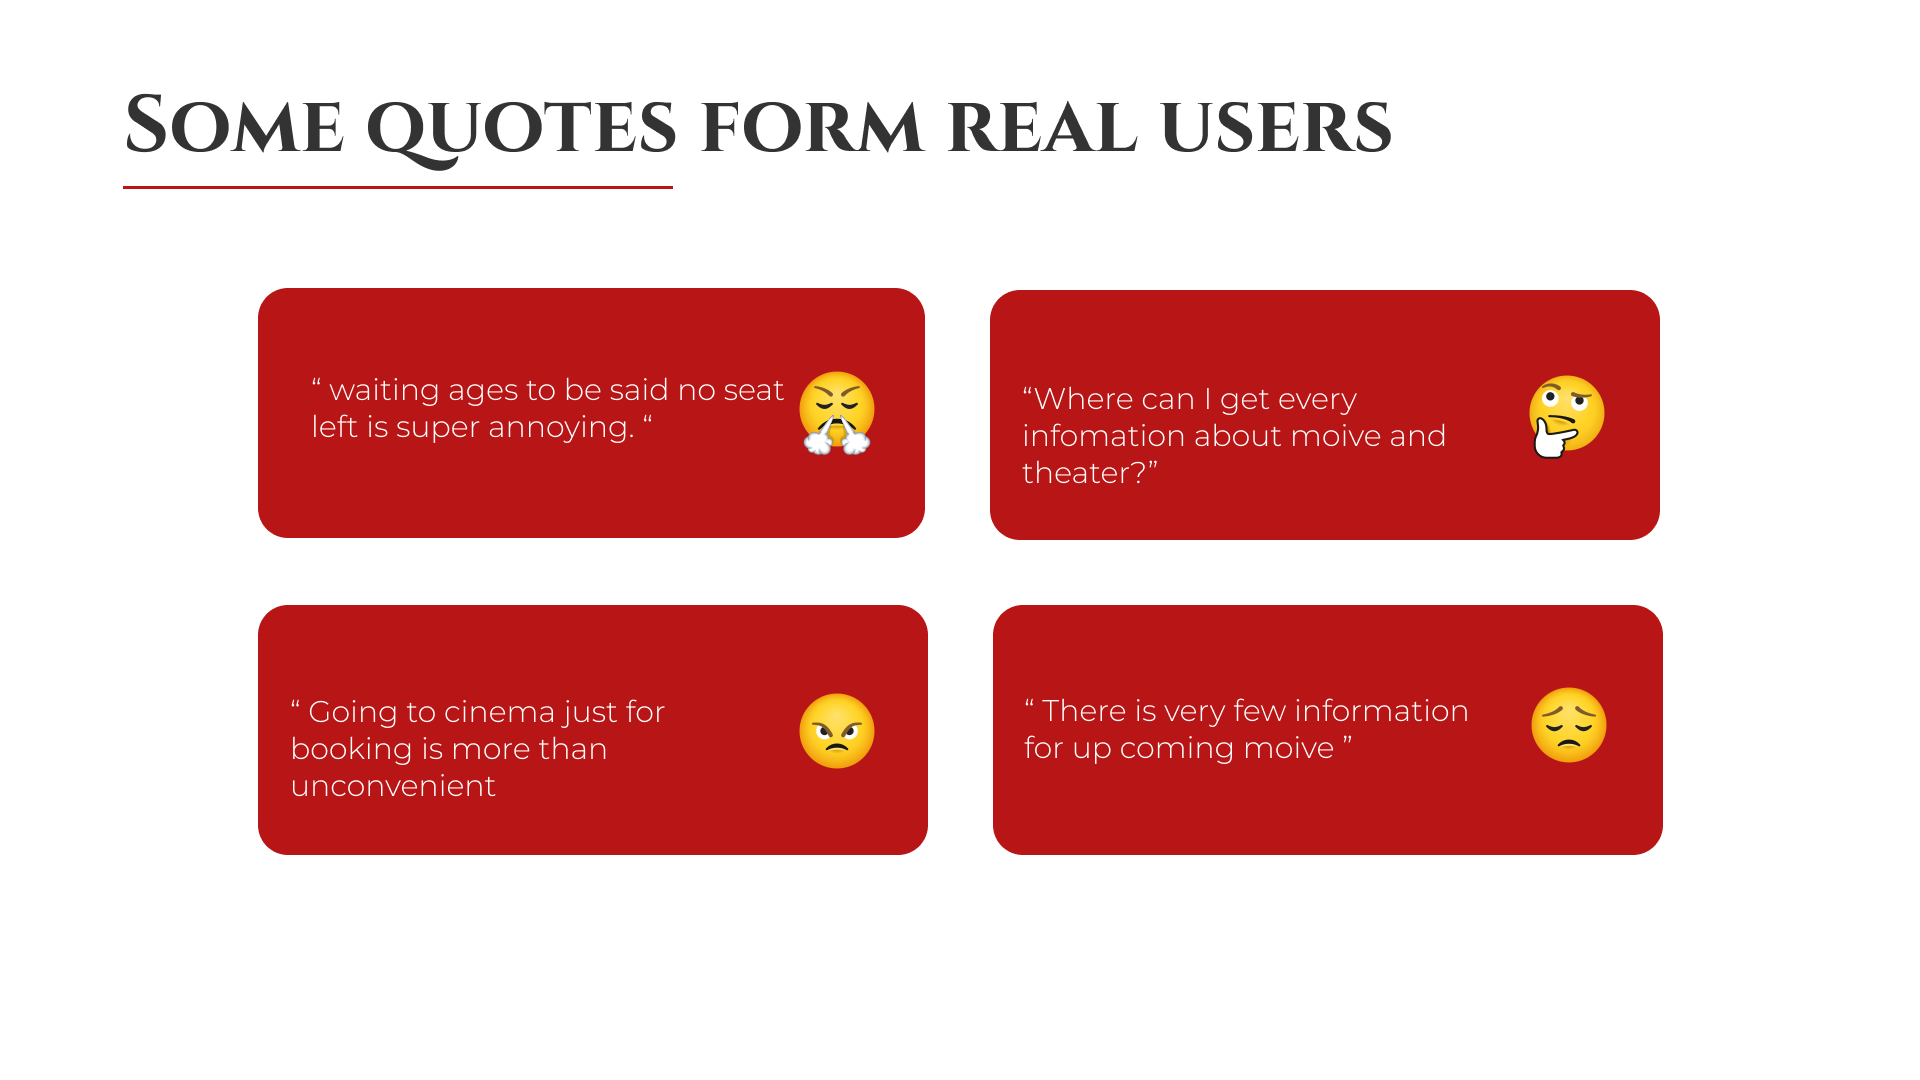 Some quotes form real users
“ waiting ages to be said no seat
left is super annoying. “
“Where can I get every
infomation about moive and
theater?”
“ Going to cinema just for
booking is more than
unconvenient
“ There is very few information
for up coming moive ”